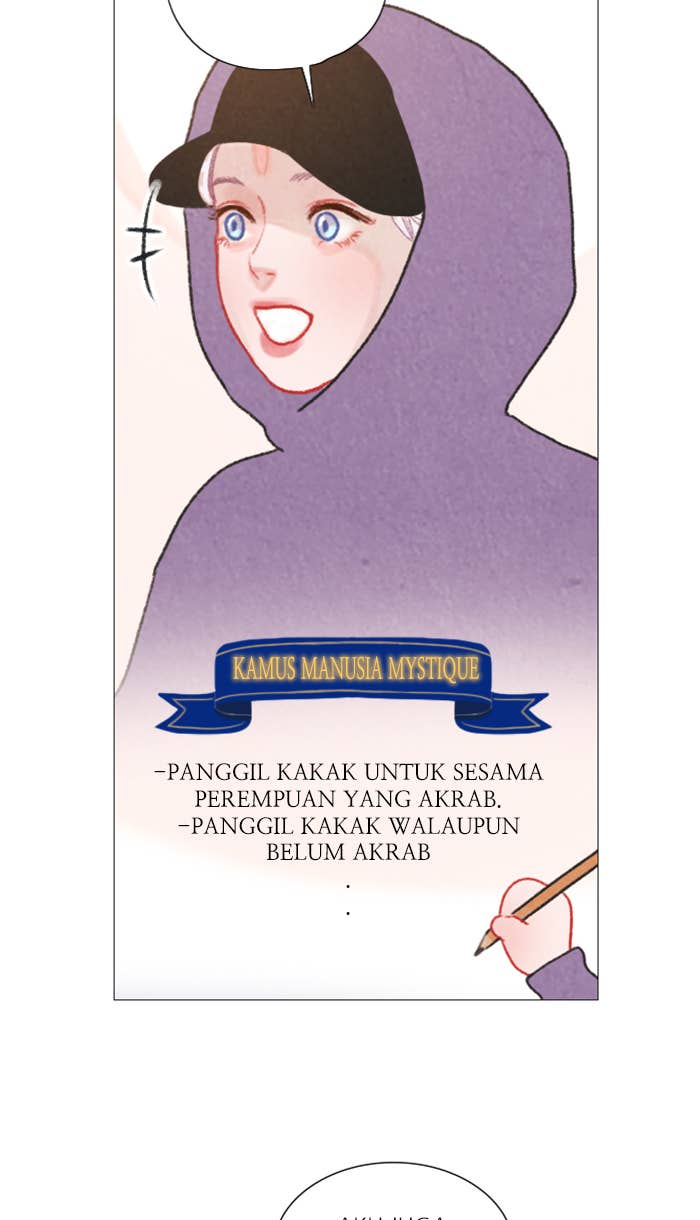 KAMUS MANUSIA MYSTIQUE
-PANGGIL KAKAK UNTUK SESAMA
PEREMPUAN YANG AKRAB.
-PANGGIL KAKAK WALAUPUN
BELUM AKRAB
.
.